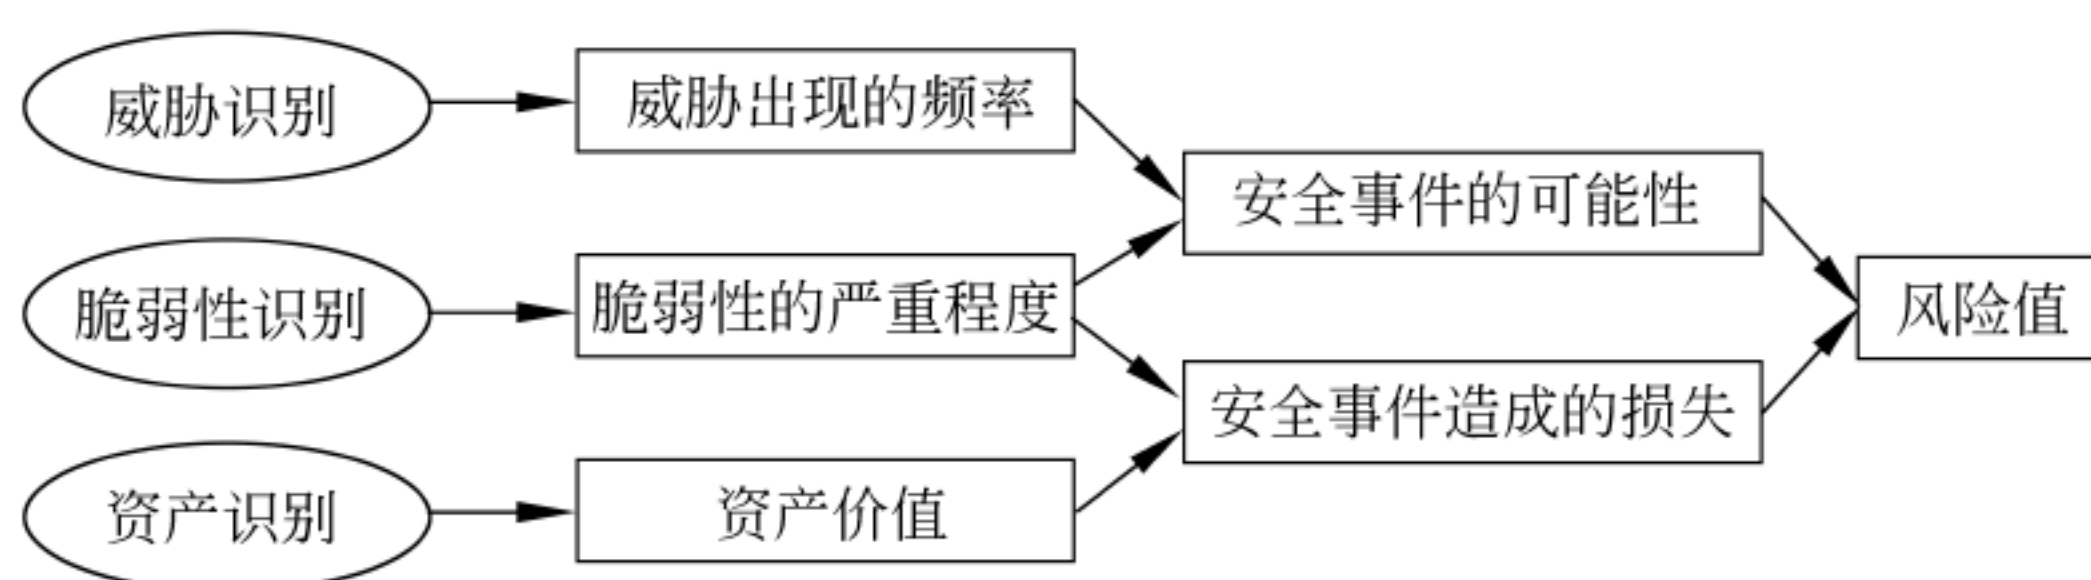 威胁识别
威胁出现的频率
安全事件的可能性
脆弱性识别
脆弱性的严重程度
风险值
安全事件造成的损失
资产识别
资产价值